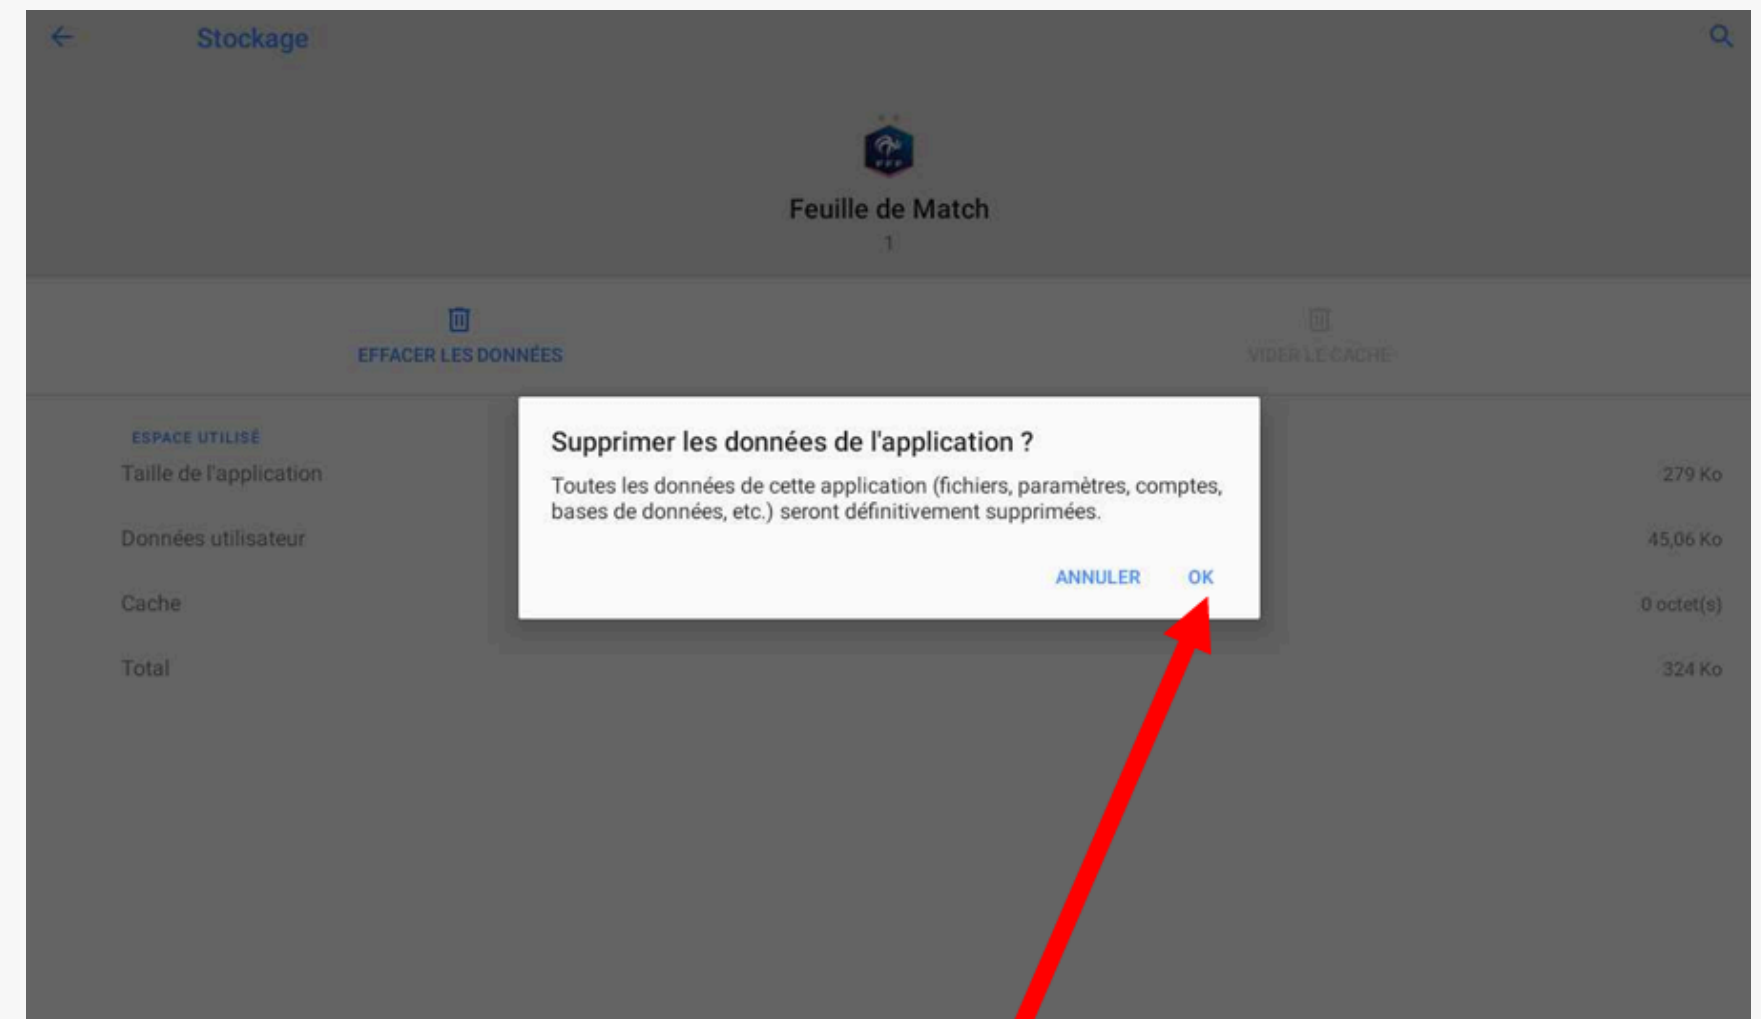 Stockage
FFF
Feuille de Match
1
EFFACER LES DONNÉES
VIDER LE CACHE
ESPACE UTILISÉ
Taille de l'application
279 Ko
Données utilisateur
45,06 Ko
Cache
0 octet(s)
Total
324 Ko
Supprimer les données de l'application ?
Toutes les données de cette application (fichiers, paramètres, comptes,
bases de données, etc.) seront définitivement supprimées.
ANNULER OK